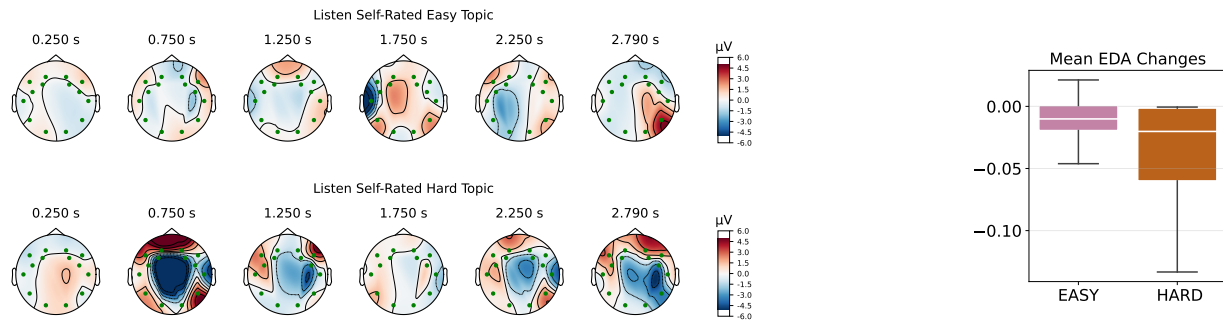 Listen Self-Rated Easy Topic
0.250 s 0.750 s 1.250 s 1.750 s 2.250 s 2.790 s
µV
6.0
4.5
3.0
1.5
0.0
-1.5
-3.0
-4.5
-6.0
Listen Self-Rated Hard Topic
0.250 s 0.750 s 1.250 s 1.750 s 2.250 s 2.790 s
µV
6.0
4.5
3.0
1.5
0.0
-1.5
-3.0
-4.5
-6.0
Mean EDA Changes
0.00
−0.05
−0.10
EASY HARD